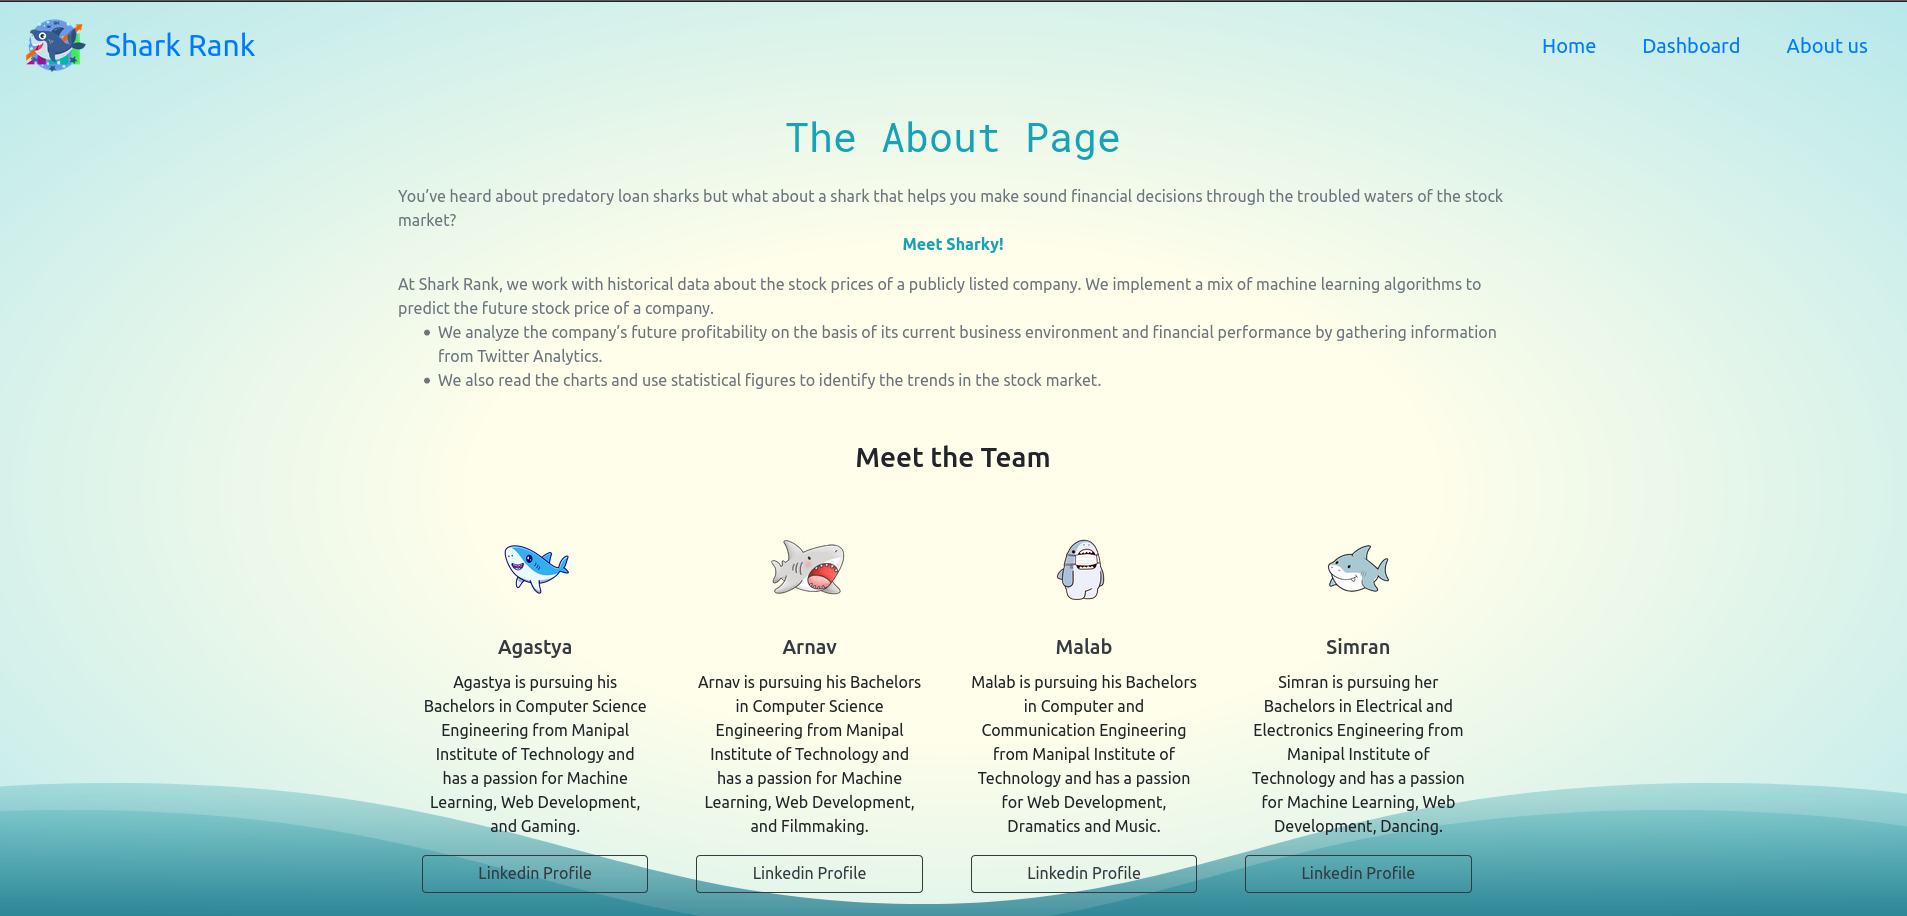 Shark Rank
Home
Dashboard
About us
The About Page
You’ve heard about predatory loan sharks but what about a shark that helps you make sound financial decisions through the troubled waters of the stock
market?
Meet Sharky!
At Shark Rank, we work with historical data about the stock prices of a publicly listed company. We implement a mix of machine learning algorithms to
predict the future stock price of a company.
• We analyze the company’s future profitability on the basis of its current business environment and financial performance by gathering information
from Twitter Analytics.
• We also read the charts and use statistical figures to identify the trends in the stock market.
Meet the Team
Agastya
Agastya is pursuing his
Bachelors in Computer Science
Engineering from Manipal
Institute of Technology and
has a passion for Machine
Learning, Web Development,
and Gaming.
Linkedin Profile
Arnav
Arnav is pursuing his Bachelors
in Computer Science
Engineering from Manipal
Institute of Technology and
has a passion for Machine
Learning, Web Development,
and Filmmaking.
Linkedin Profile
Malab
Malab is pursuing his Bachelors
in Computer and
Communication Engineering
from Manipal Institute of
Technology and has a passion
for Web Development,
Dramatics and Music.
Linkedin Profile
Simran
Simran is pursuing her
Bachelors in Electrical and
Electronics Engineering from
Manipal Institute of
Technology and has a passion
for Machine Learning, Web
Development, Dancing.
Linkedin Profile